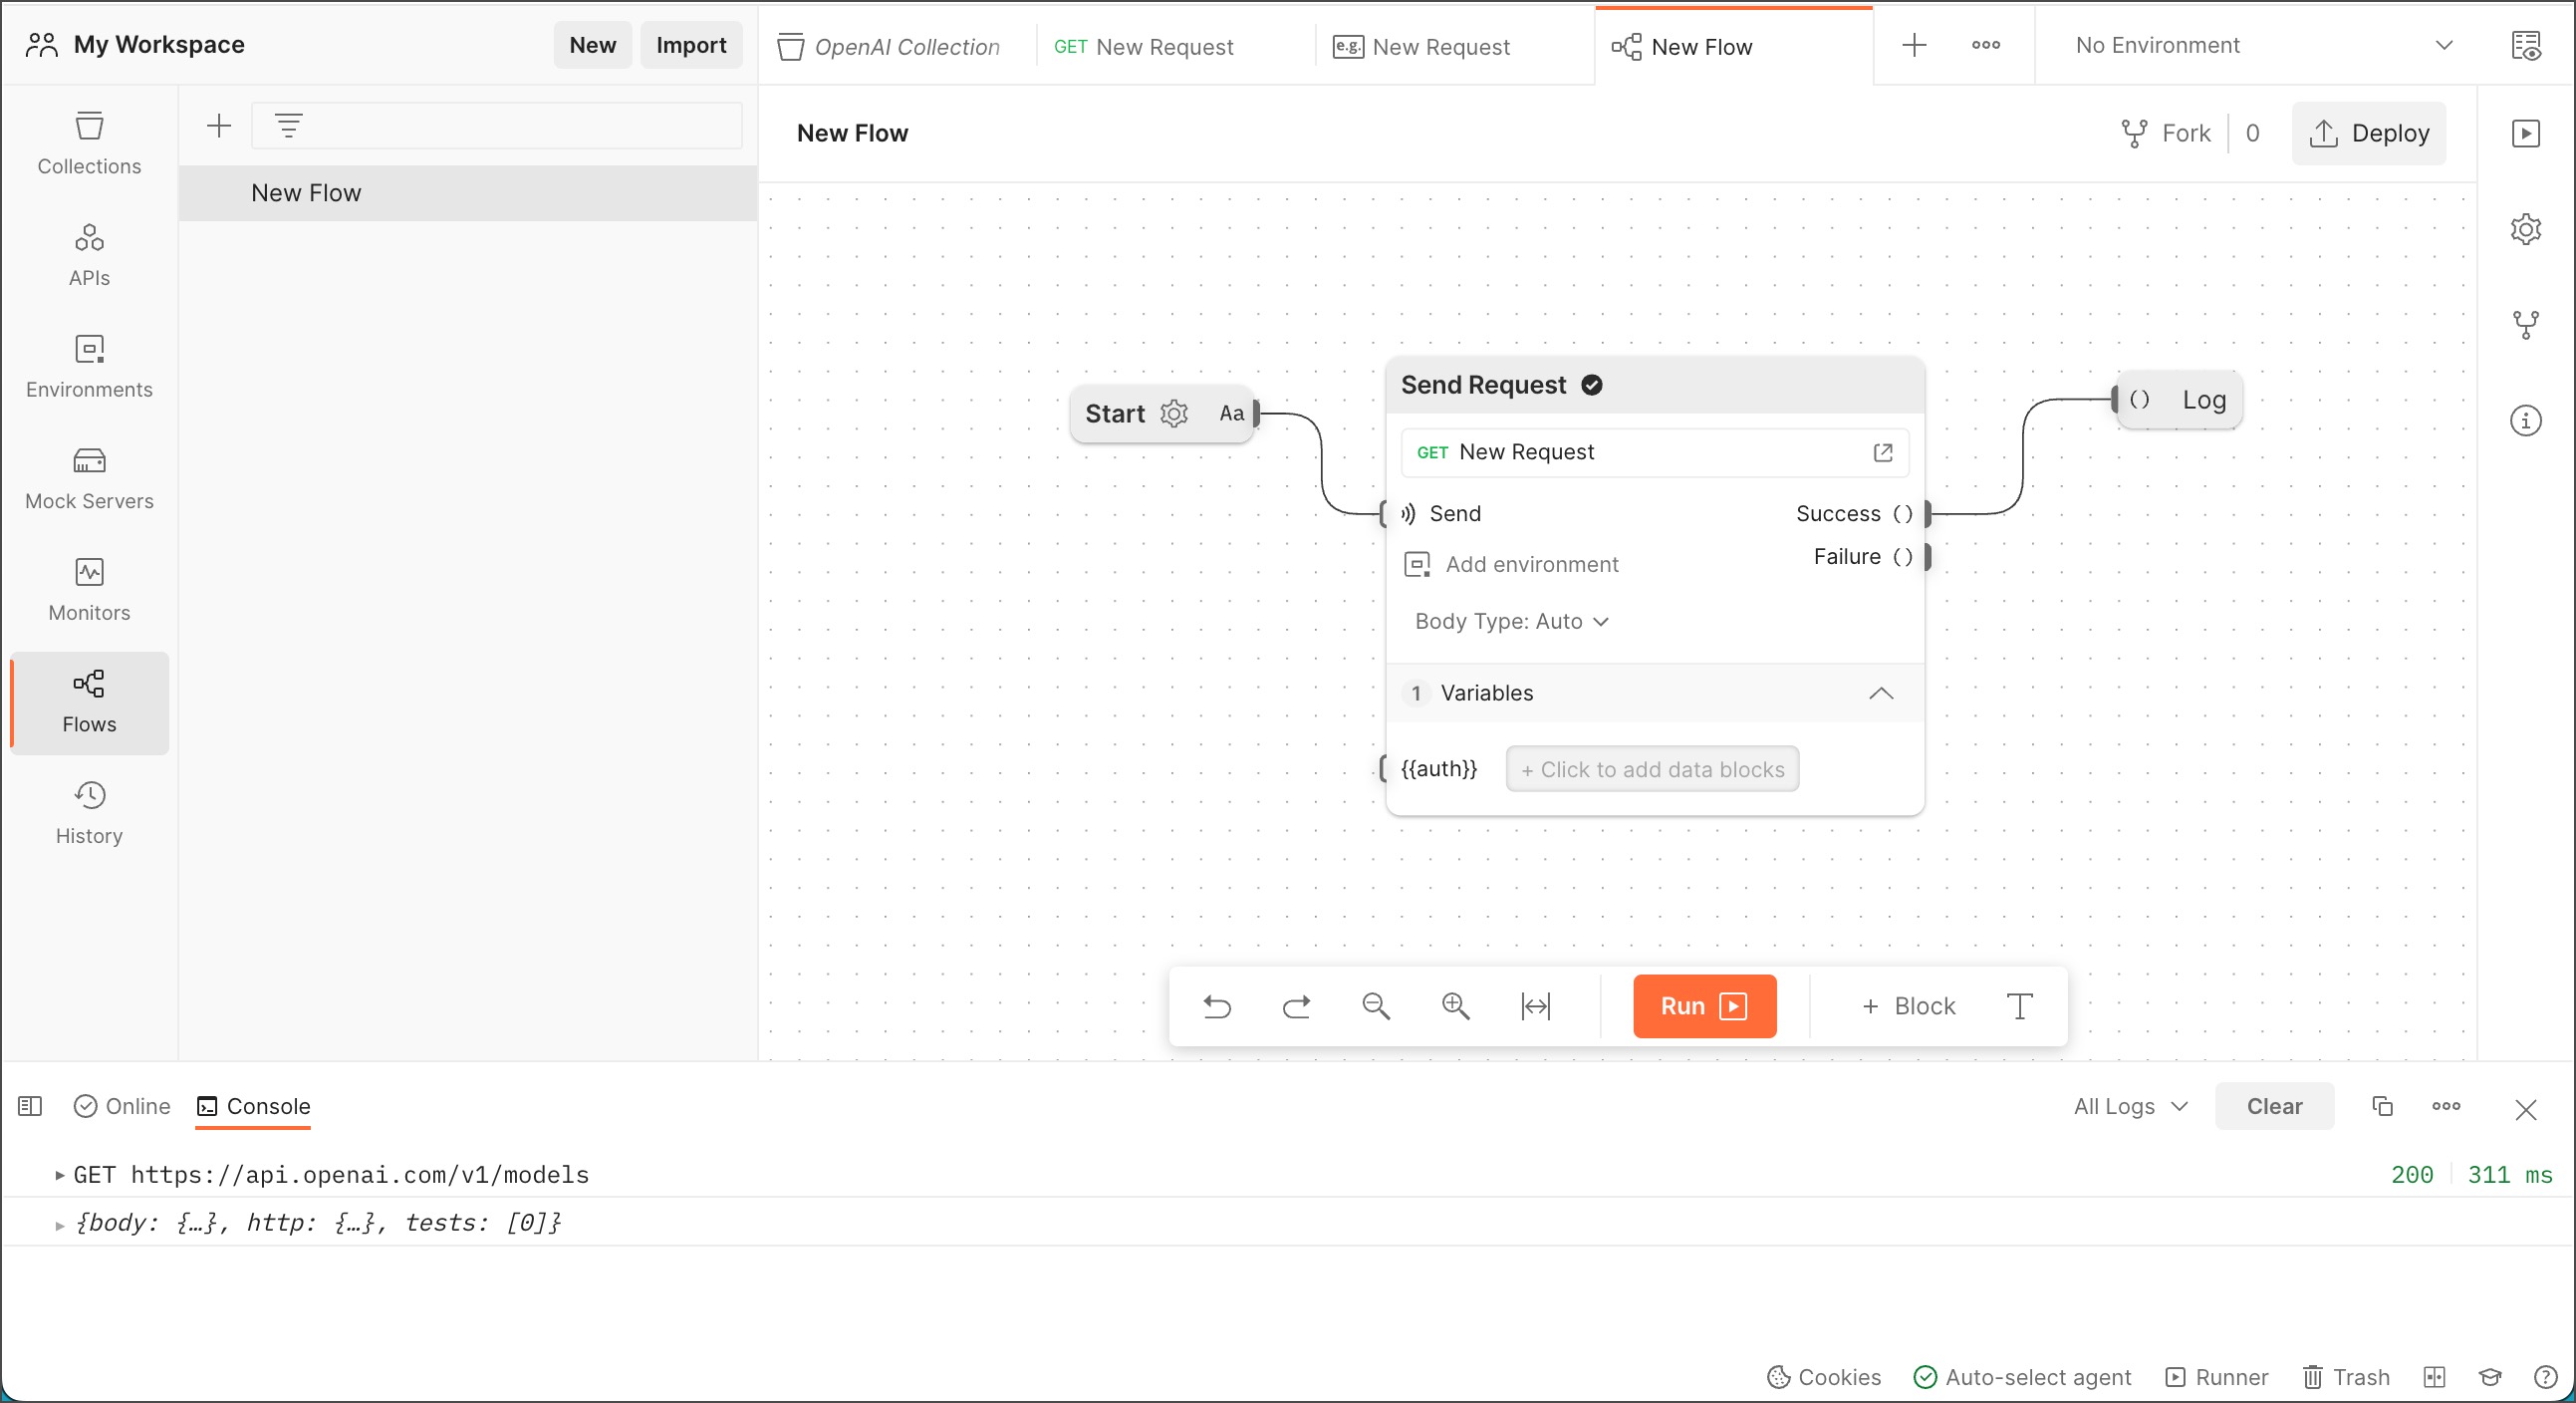 My Workspace
New
Import
OpenAI Collection
GET New Request
e.g. New Request
New Flow
No Environment
Collections
APIs
Environments
Mock Servers
Monitors
Flows
History
New Flow
New Flow
Fork 0
Deploy
Start Aa
Send Request
GET New Request
Send
Success ()
Add environment
Failure ()
Body Type: Auto
1 Variables
{{auth}} + Click to add data blocks
() Log
Run
+ Block
T
Online
Console
All Logs
Clear
GET https://api.openai.com/v1/models
200 311 ms
{body: {…}, http: {…}, tests: [0]}
Cookies
Auto-select agent
Runner
Trash